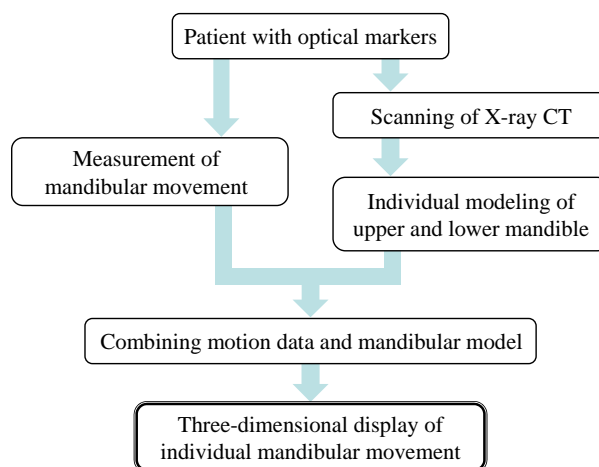 Patient with optical markers
Scanning of X-ray CT
Measurement of
mandibular movement
Individual modeling of
upper and lower mandible
Combining motion data and mandibular model
Three-dimensional display of
individual mandibular movement